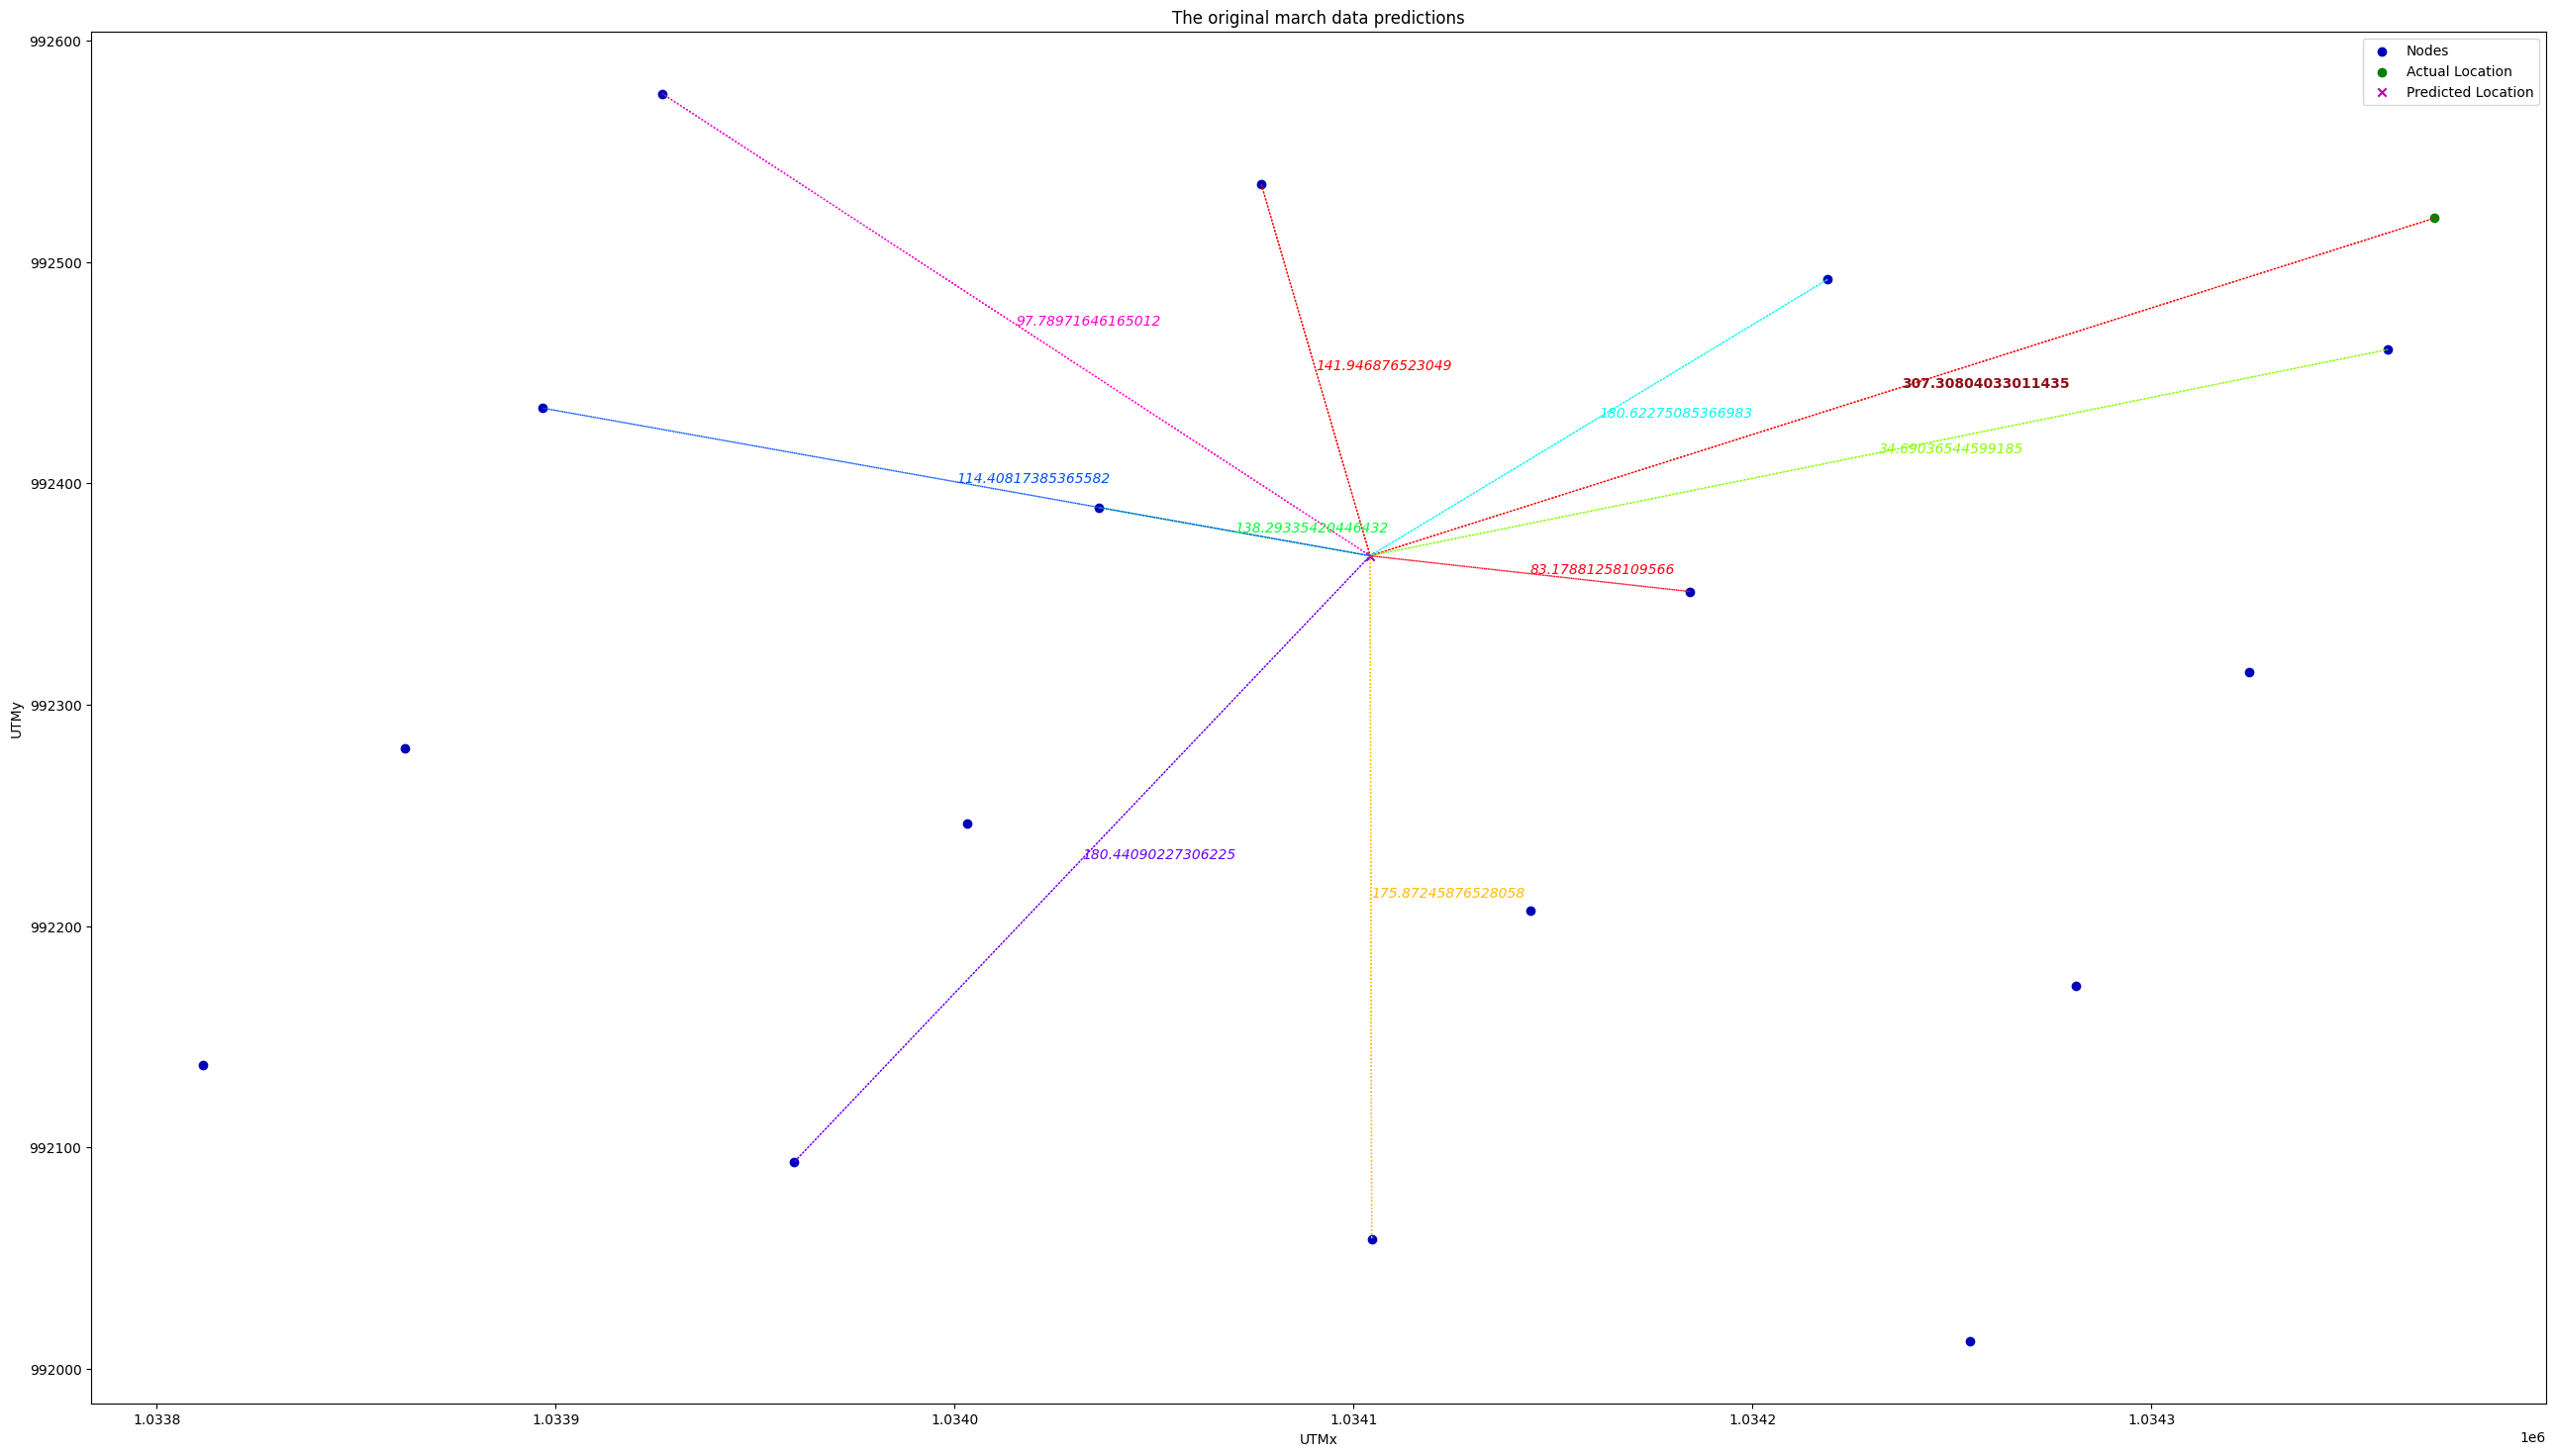 The original march data predictions
Nodes
Actual Location
Predicted Location
992600
992500
992400
992300
992200
992100
992000
UTMy
97.78971646165012
141.946876523049
307.30804033011435
180.62275085366983
34.69036544599185
114.40817385365582
138.29335420446432
83.17881258109566
180.44090227306225
175.87245876528058
1.0338 1.0339 1.0340 1.0341 1.0342 1.0343
UTMx
1e6